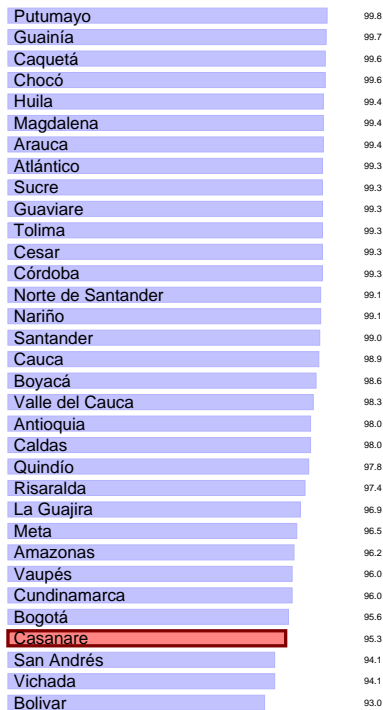 Putumayo 99.8
Guainía 99.7
Caquetá 99.6
Chocó 99.6
Huila 99.4
Magdalena 99.4
Arauca 99.4
Atlántico 99.3
Sucre 99.3
Guaviare 99.3
Tolima 99.3
Cesar 99.3
Córdoba 99.3
Norte de Santander 99.1
Nariño 99.1
Santander 99.0
Cauca 98.9
Boyacá 98.6
Valle del Cauca 98.3
Antioquia 98.0
Caldas 98.0
Quindío 97.8
Risaralda 97.4
La Guajira 96.9
Meta 96.5
Amazonas 96.2
Vaupés 96.0
Cundinamarca 96.0
Bogotá 95.6
Casanare 95.3
San Andrés 94.1
Vichada 94.1
Bolivar 93.0